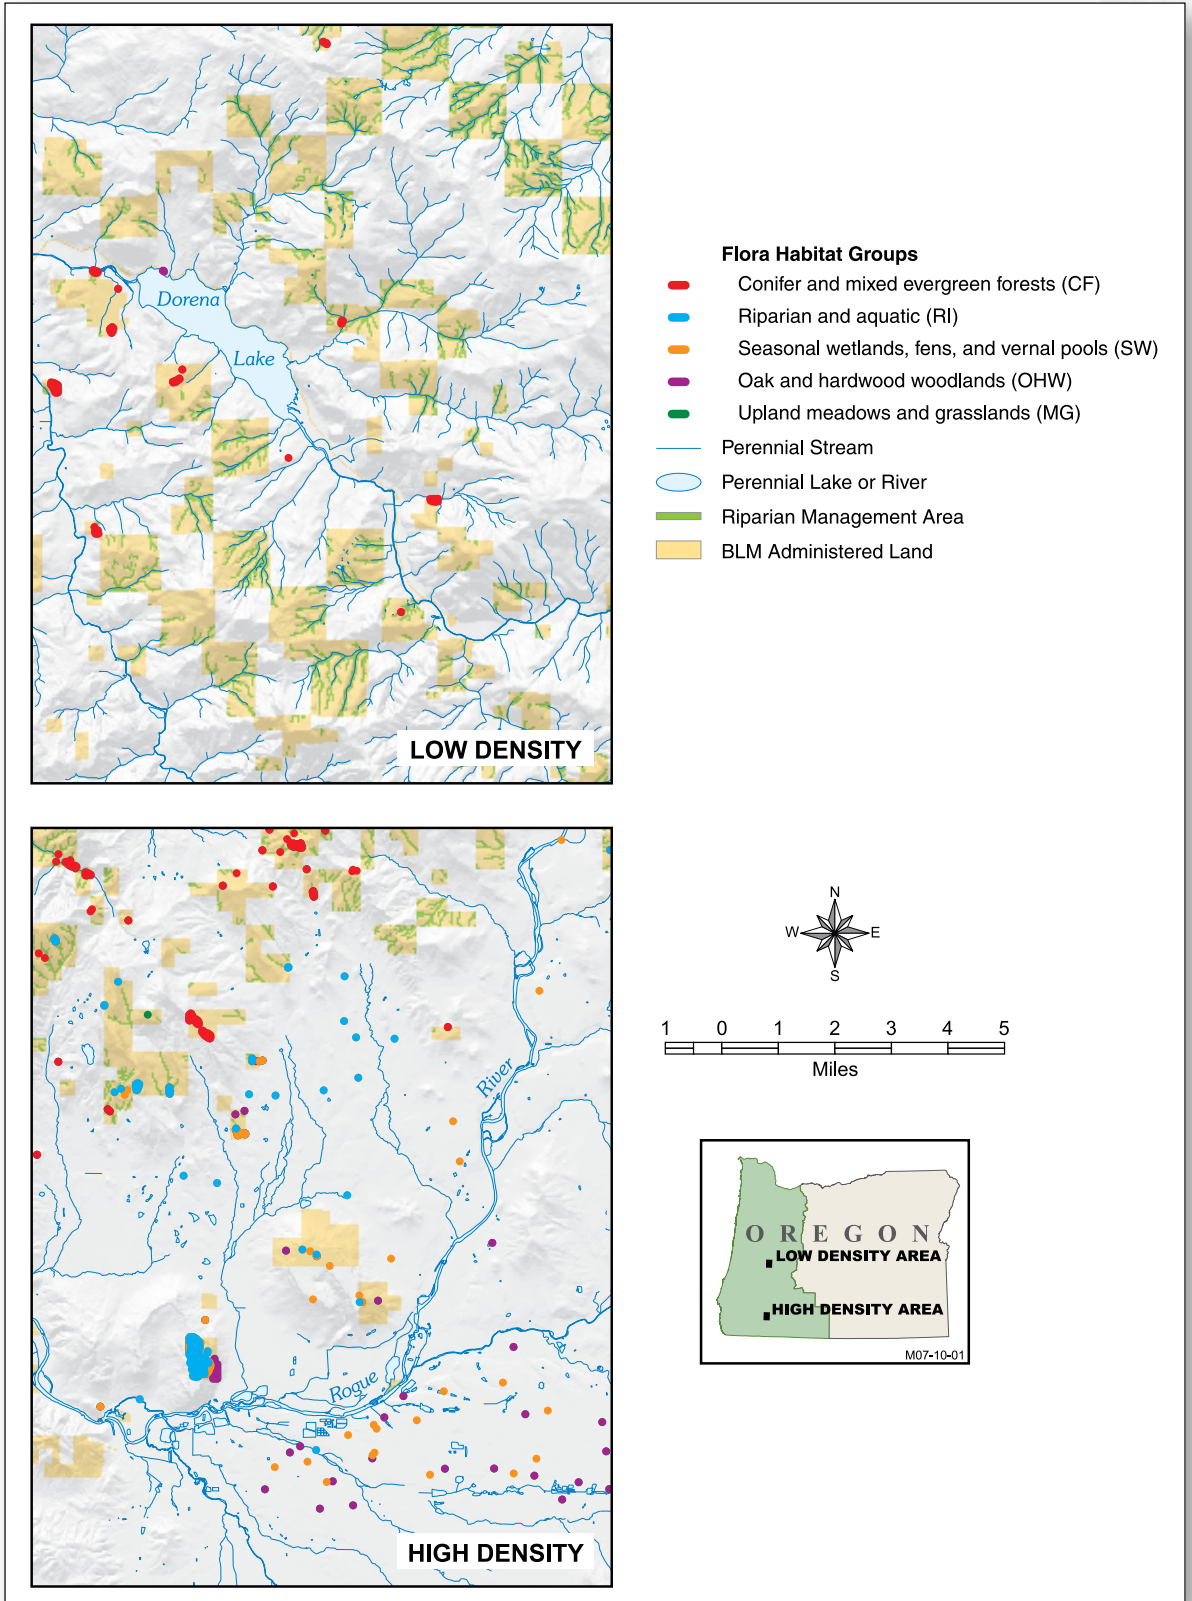 Dorena
Lake
LOW DENSITY
Flora Habitat Groups
Conifer and mixed evergreen forests (CF)
Riparian and aquatic (RI)
Seasonal wetlands, fens, and vernal pools (SW)
Oak and hardwood woodlands (OHW)
Upland meadows and grasslands (MG)
Perennial Stream
Perennial Lake or River
Riparian Management Area
BLM Administered Land
River
Rogue
HIGH DENSITY
N
W E
S
1 0 1 2 3 4 5
Miles
OREGON
LOW DENSITY AREA
HIGH DENSITY AREA
M07-10-01